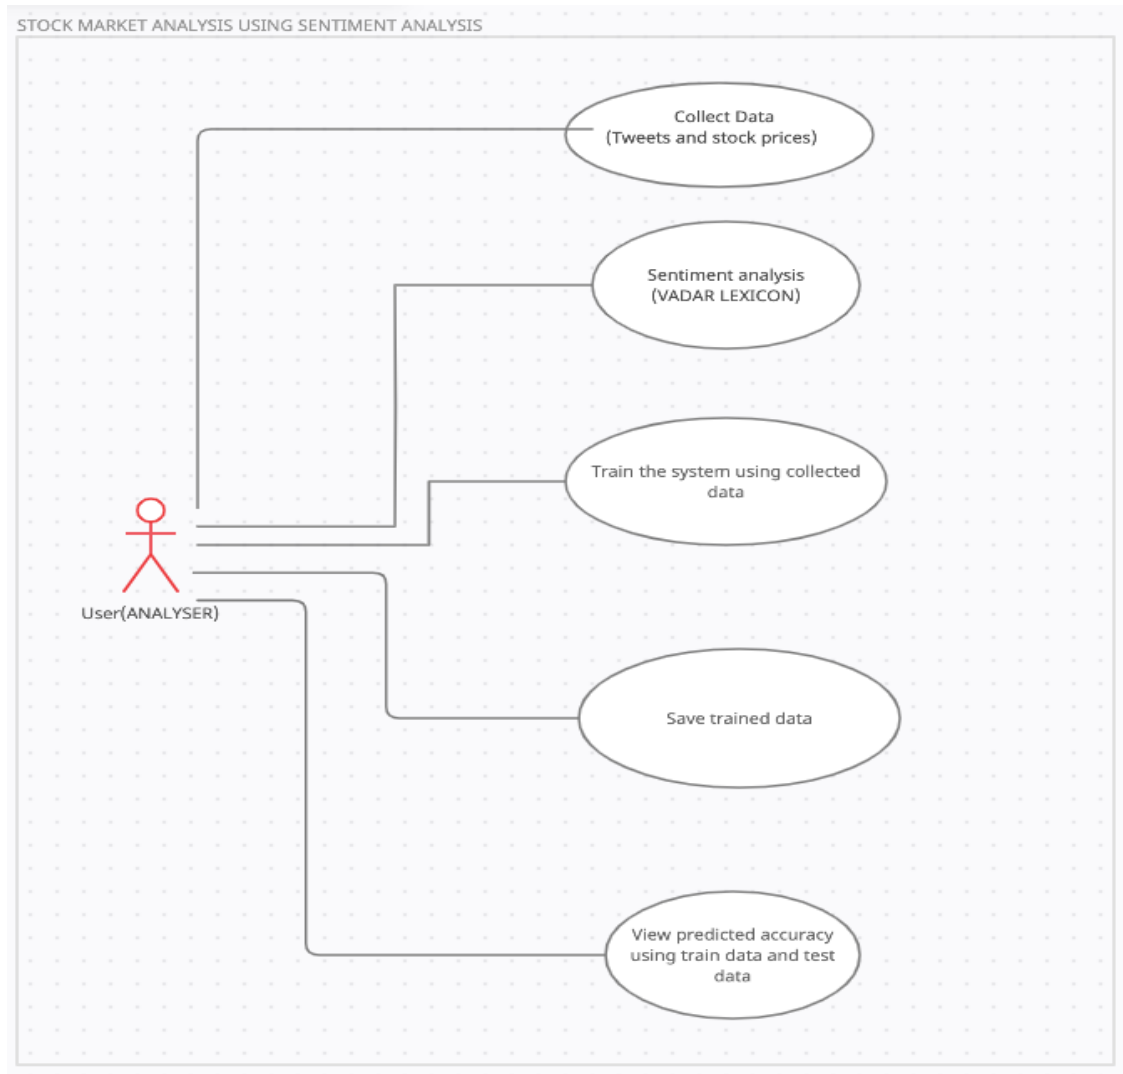 STOCK MARKET ANALYSIS USING SENTIMENT ANALYSIS
Collect Data
(Tweets and stock prices)
Sentiment analysis
(VADAR LEXICON)
Train the system using collected
data
User(ANALYSER)
Save trained data
View predicted accuracy
using train data and test
data